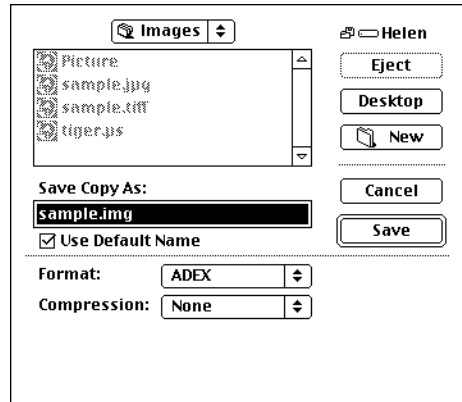 Images
Helen
Picture
sample.jpg
sample.tiff
tiger.ps
Eject
Desktop
New
Save Copy As:
sample.img
Use Default Name
Cancel
Save
Format: ADEX
Compression: None